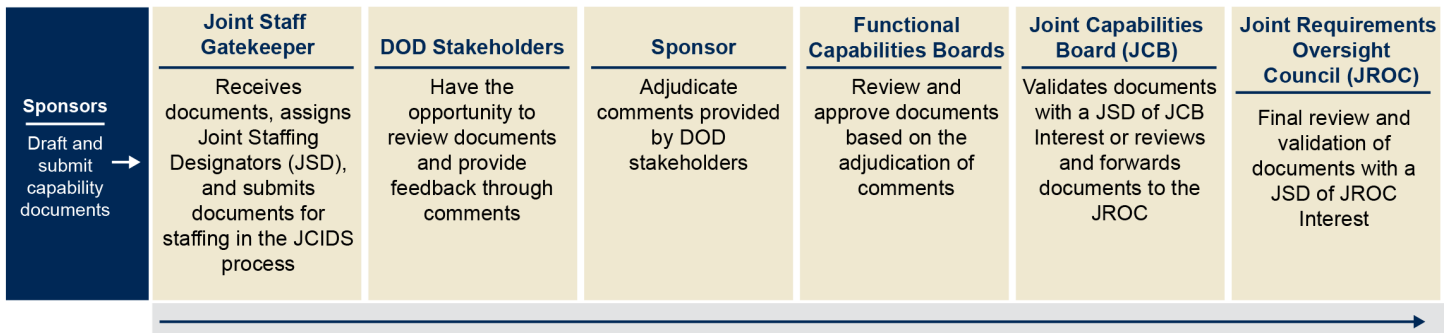 Sponsors
Draft and
submit
capability
documents
Joint Staff
Gatekeeper
Receives
documents, assigns
Joint Staffing
Designators (JSD),
and submits
documents for
staffing in the JCIDS
process
DOD Stakeholders
Have the
opportunity to
review documents
and provide
feedback through
comments
Sponsor
Adjudicate
comments provided
by DOD
stakeholders
Functional
Capabilities Boards
Review and
approve documents
based on the
adjudication of
comments
Joint Capabilities
Board (JCB)
Validates documents
with a JSD of JCB
Interest or reviews
and forwards
documents to the
JROC
Joint Requirements
Oversight
Council (JROC)
Final review and
validation of
documents with a
JSD of JROC
Interest